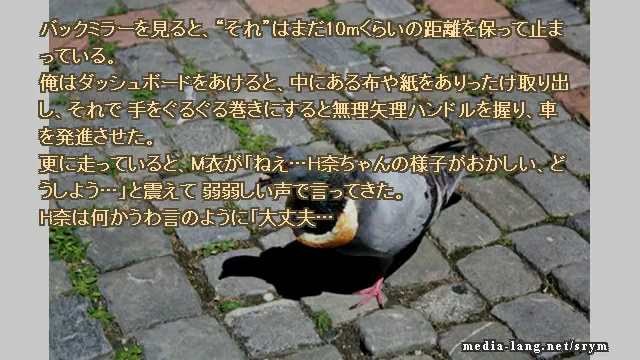 バックミラーを見ると、“それ”はまだ10mくらいの距離を保って止ま
っている。
俺はダッシュボードをあけると、中にある布や紙をありったけ取り出
し、それで 手をぐるぐる巻きにすると無理矢理ハンドルを握り、車
を発進させた。
更に走っていると、M衣が「ねえ…H奈ちゃんの様子がおかしい、ど
うしよう…」と震えて 弱弱しい声で言ってきた。
H奈は何かうわ言のように「大丈夫…
media-lang.net/srym